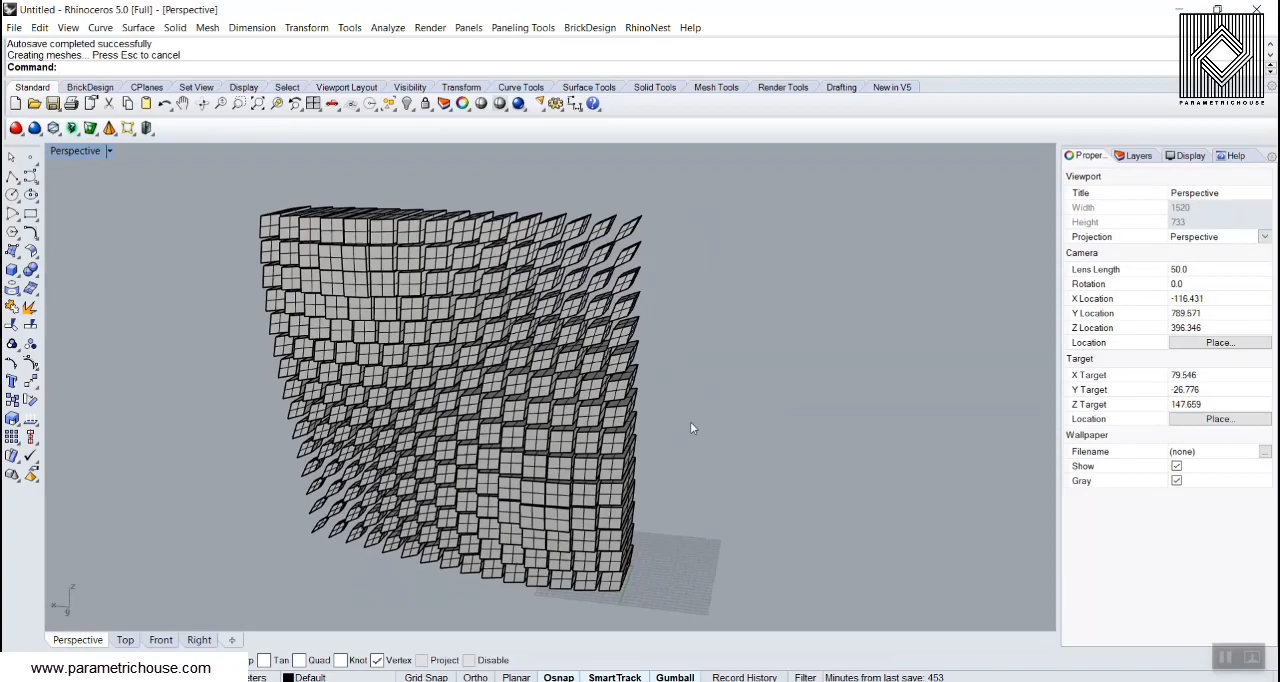 Untitled - Rhinoceros 5.0 [Full] - [Perspective]
File Edit View Curve Surface Solid Mesh Dimension Transform Tools Analyze Render Panels Paneling Tools BrickDesign RhinoNest Help
Autosave completed successfully
Creating meshes... Press Esc to cancel
Command:
Standard BrickDesign CPlanes Set View Display Select Viewport Layout Visibility Transform Curve Tools Surface Tools Solid Tools Mesh Tools Render Tools Drafting New in V5
PARAMETRICHOUSE
Perspective
Proper... Layers Display Help
Viewport
Title Perspective
Width 1520
Height 733
Projection Perspective
Camera
Lens Length 50.0
Rotation 0.0
X Location -116.431
Y Location 789.571
Z Location 396.346
Location Place...
Target
X Target 79.546
Y Target -26.776
Z Target 147.659
Location Place...
Wallpaper
Filename (none) ...
Show
Gray
z
x
y
Perspective Top Front Right
p Tan Quad Knot Vertex Project Disable
www.parametrichouse.com
eters Default Grid Snap Ortho Planar Osnap SmartTrack Gumball Record History Filter Minutes from last save: 453